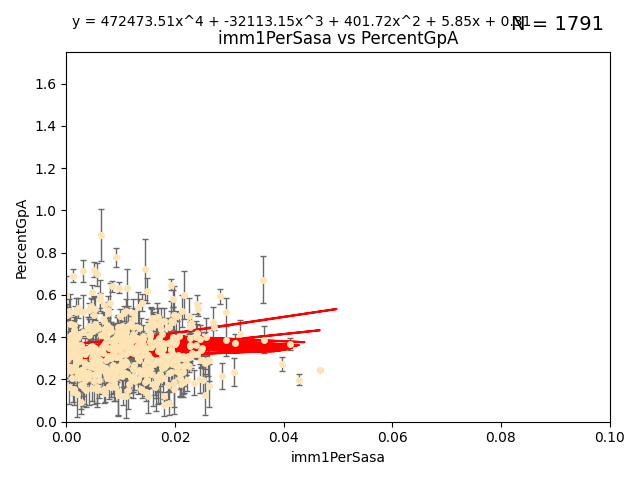 y = 472473.51x^4 + -32113.15x^3 + 401.72x^2 + 5.85x + 0.31
N = 1791
imm1PerSasa vs PercentGpA
PercentGpA
1.6
1.4
1.2
1.0
0.8
0.6
0.4
0.2
0.0
0.00 0.02 0.04 0.06 0.08 0.10
imm1PerSasa